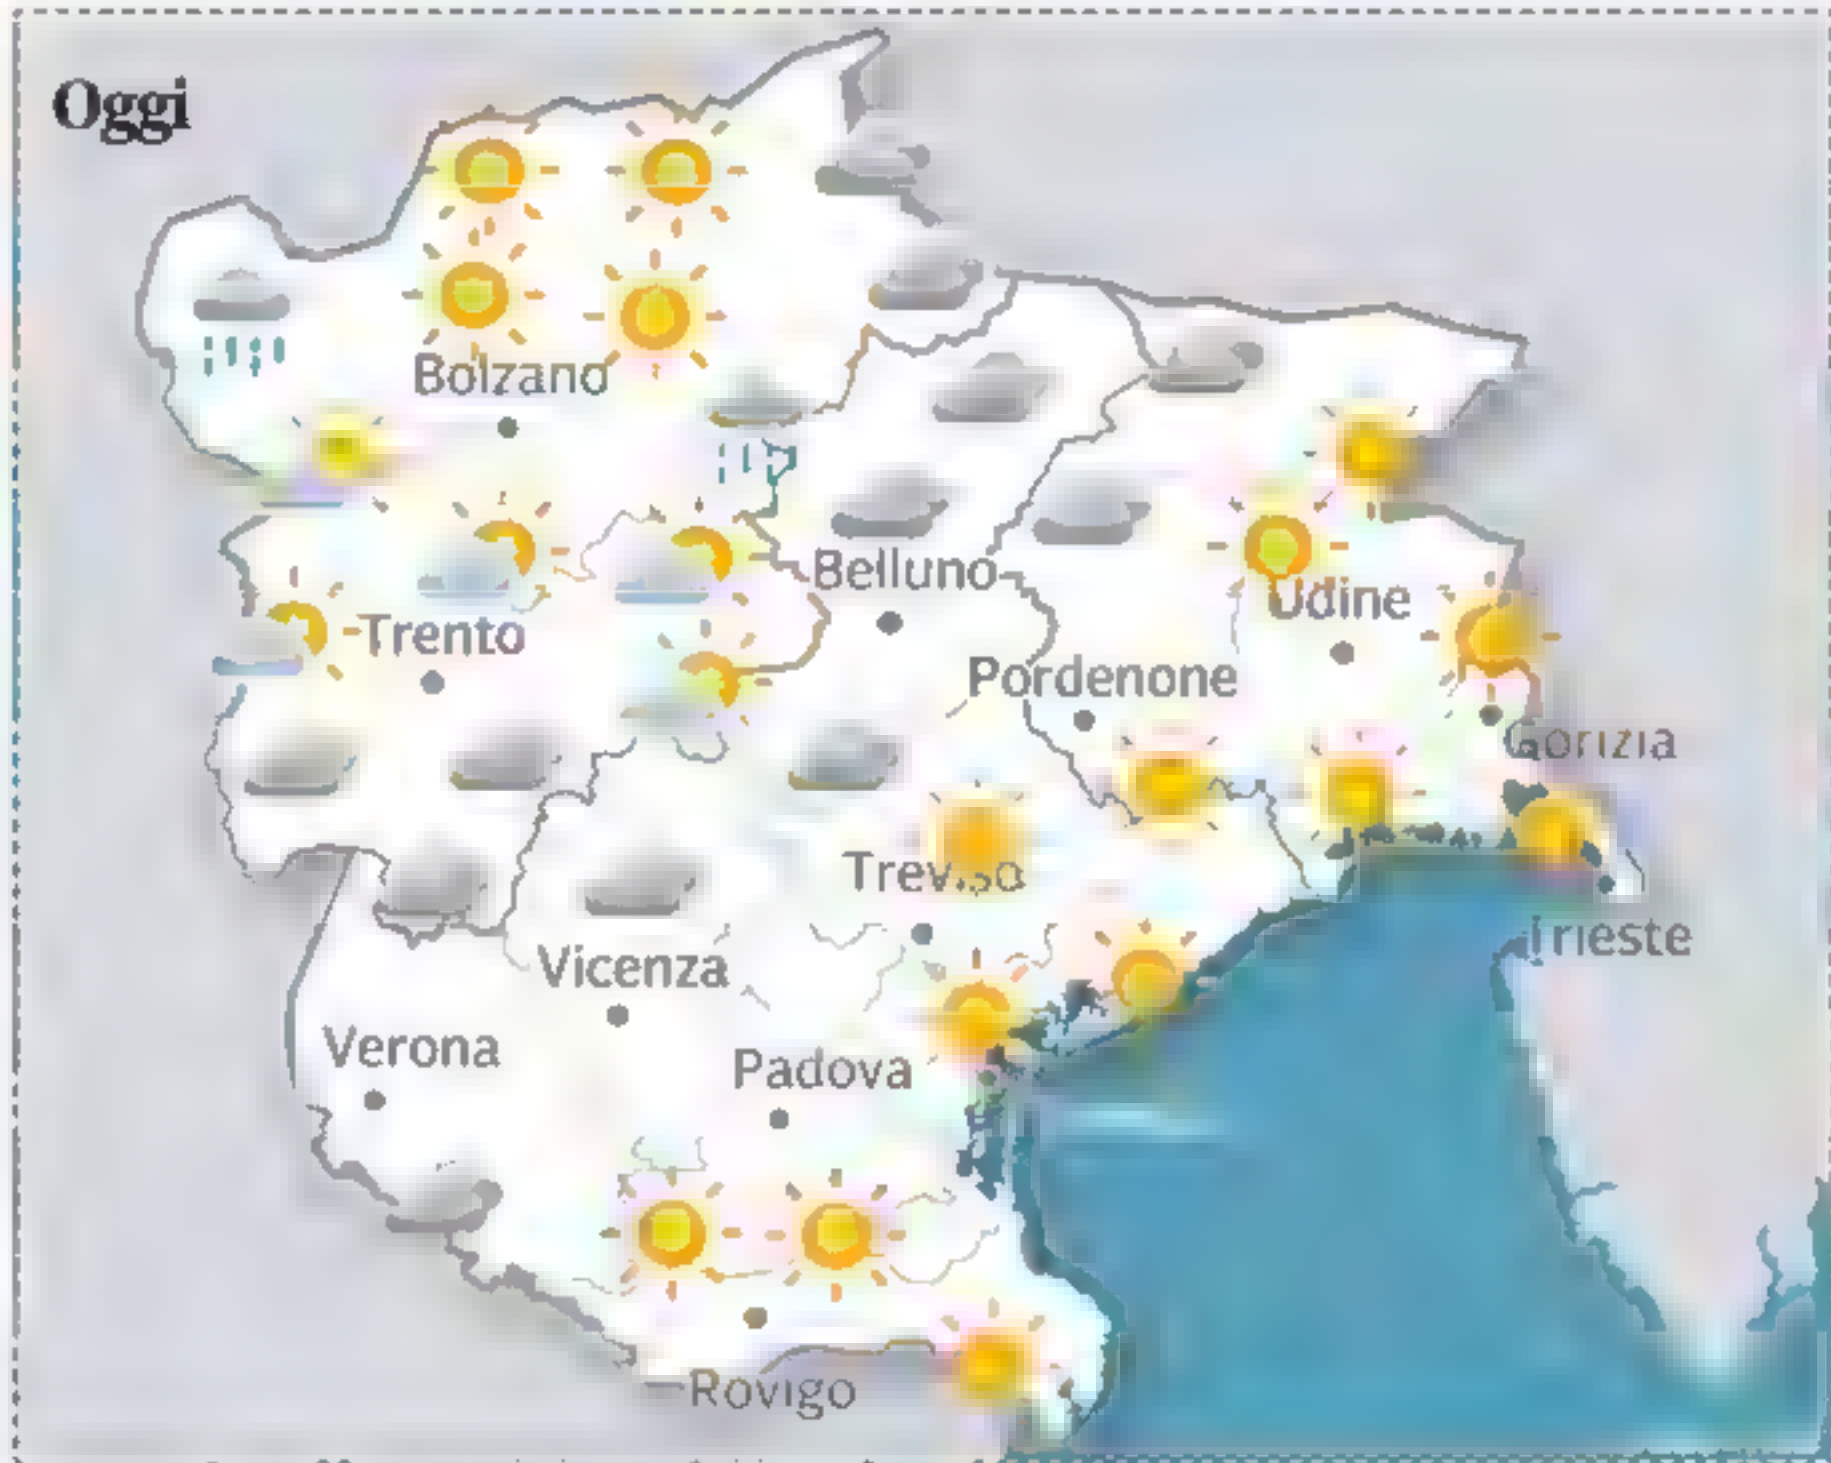 Oggi
Bolzano
Belluno
Udine
Trento
Pordenone
Gorizia
Treviso
Trieste
Vicenza
Verona
Padova
Rovigo